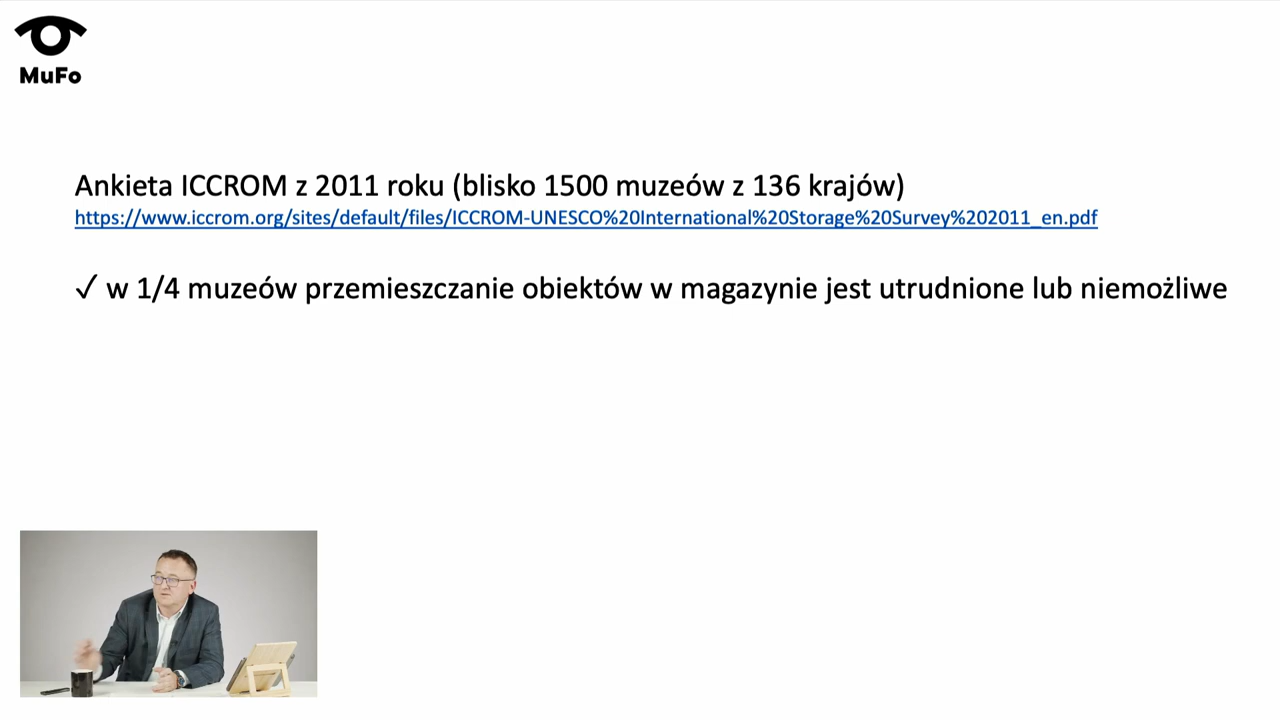 MuFo
Ankieta ICCROM z 2011 roku (blisko 1500 muzeów z 136 krajów)
https://www.iccrom.org/sites/default/files/ICCROM-UNESCO%20International%20Storage%20Survey%202011_en.pdf
✓ w 1/4 muzeów przemieszczanie obiektów w magazynie jest utrudnione lub niemożliwe